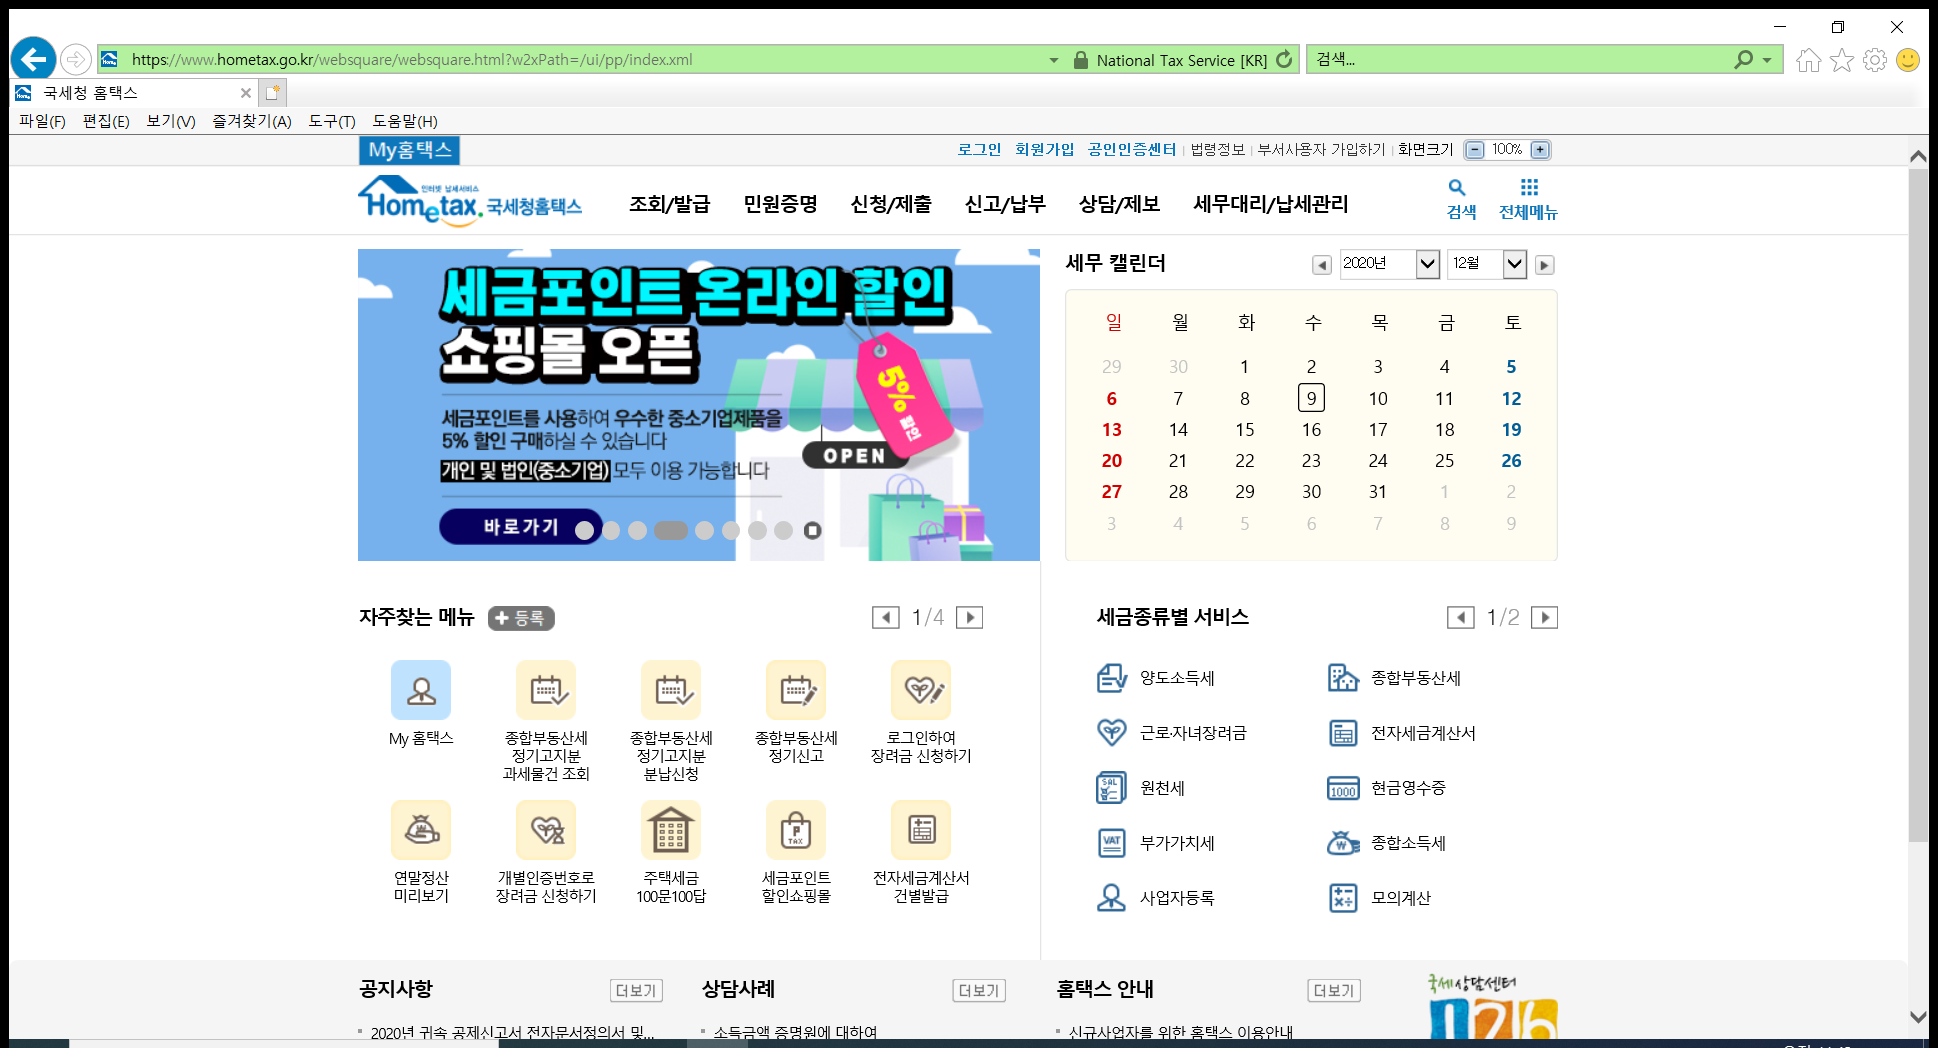 https://www.hometax.go.kr/websquare/websquare.html?w2xPath=/ui/pp/index.xml
National Tax Service [KR]
검색...
국세청 홈택스
파일(F) 편집(E) 보기(V) 즐겨찾기(A) 도구(T) 도움말(H)
My홈택스
로그인 회원가입 공인인증센터 | 법령정보 | 부서사용자 가입하기 | 화면크기 100%
인터넷 납세서비스
Hometax. 국세청홈택스
조회/발급 민원증명 신청/제출 신고/납부 상담/제보 세무대리/납세관리
검색 전체메뉴
세금포인트 온라인 할인
쇼핑몰 오픈
세금포인트를 사용하여 우수한 중소기업제품을
5% 할인 구매하실 수 있습니다
개인 및 법인(중소기업) 모두 이용 가능합니다
바로가기
5% 할인
OPEN
세무 캘린더
2020년 12월
일 월 화 수 목 금 토
29 30 1 2 3 4 5
6 7 8 9 10 11 12
13 14 15 16 17 18 19
20 21 22 23 24 25 26
27 28 29 30 31 1 2
3 4 5 6 7 8 9
자주찾는 메뉴 + 등록 1/4
My 홈택스
종합부동산세
정기고지분
과세물건 조회
종합부동산세
정기고지분
분납신청
종합부동산세
정기신고
로그인하여
장려금 신청하기
연말정산
미리보기
개별인증번호로
장려금 신청하기
주택세금
100문100답
P
TAX
세금포인트
할인쇼핑몰
전자세금계산서
건별발급
세금종류별 서비스 1/2
양도소득세
종합부동산세
근로·자녀장려금
전자세금계산서
SAL
원천세
1000
현금영수증
VAT
부가가치세
종합소득세
사업자등록
모의계산
공지사항 더보기
2020년 귀속 공제신고서 전자문서정의서 및...
상담사례 더보기
소득금액 증명원에 대하여
홈택스 안내 더보기
신규사업자를 위한 홈택스 이용안내
국세상담센터
126